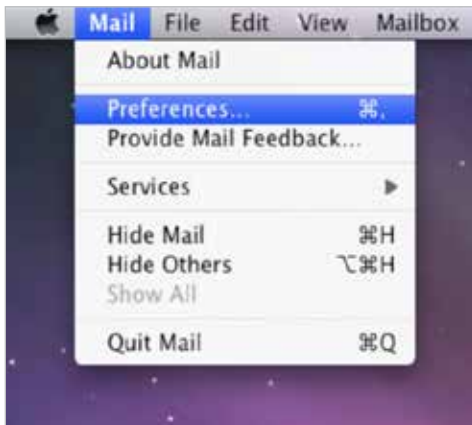 Mail File Edit View Mailbox
About Mail
Preferences... ⌘,
Provide Mail Feedback...
Services ▶
Hide Mail ⌘H
Hide Others ⌥⌘H
Show All
Quit Mail ⌘Q